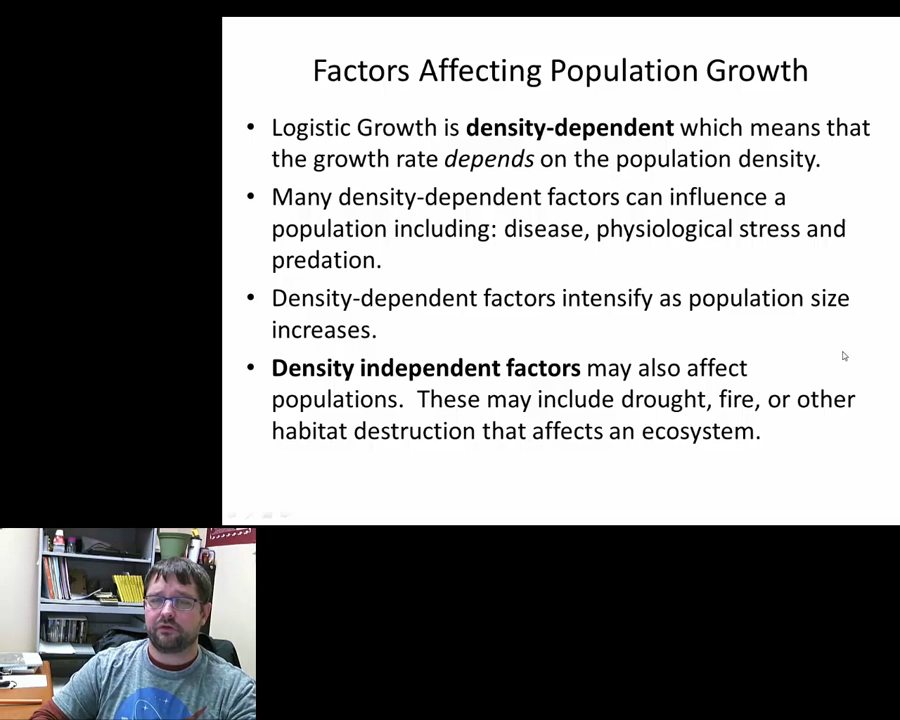 Factors Affecting Population Growth
• Logistic Growth is density-dependent which means that
the growth rate depends on the population density.
• Many density-dependent factors can influence a
population including: disease, physiological stress and
predation.
• Density-dependent factors intensify as population size
increases.
• Density independent factors may also affect
populations.  These may include drought, fire, or other
habitat destruction that affects an ecosystem.